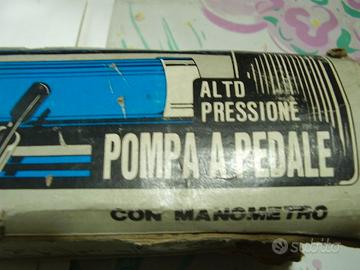 ALTO
PRESSIONE
POMPA A PEDALE
CON MANOMETRO
subito